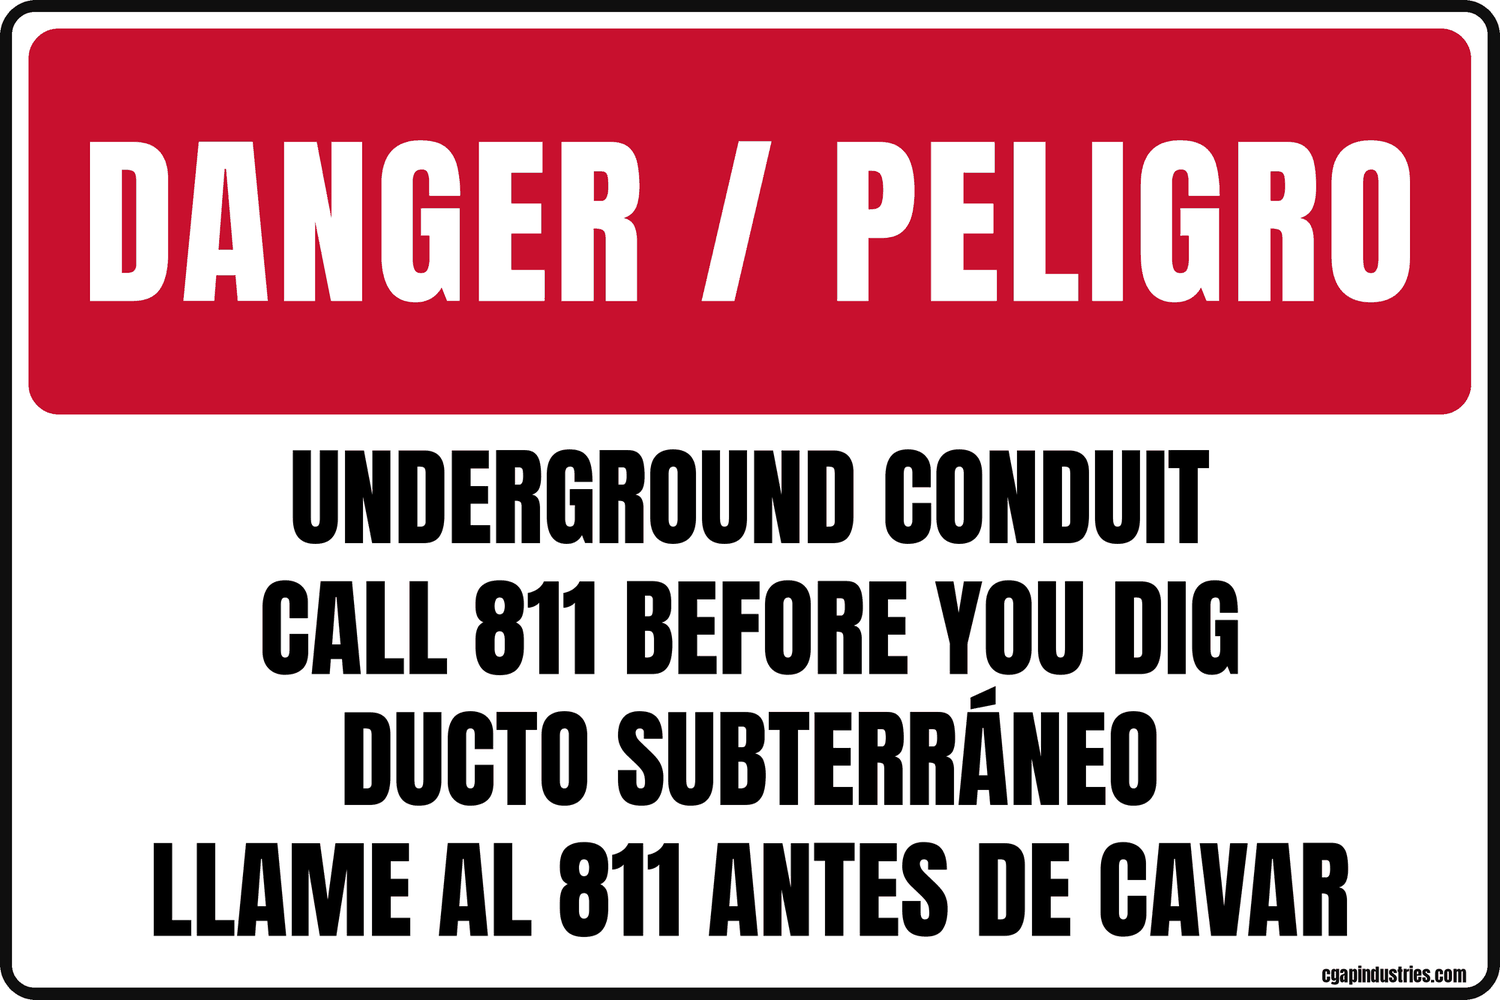 DANGER / PELIGRO
UNDERGROUND CONDUIT
CALL 811 BEFORE YOU DIG
DUCTO SUBTERRÁNEO
LLAME AL 811 ANTES DE CAVAR
cgapindustries.com